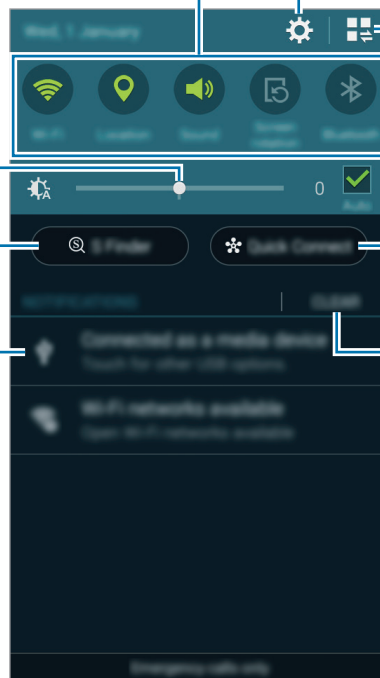 Wed, 1 January
Wi-Fi Location Sound Screen rotation Bluetooth
0
Auto
S Finder Quick Connect
NOTIFICATIONS CLEAR
Connected as a media device
Touch for other USB options
Wi-Fi networks available
Open Wi-Fi networks available
Emergency calls only